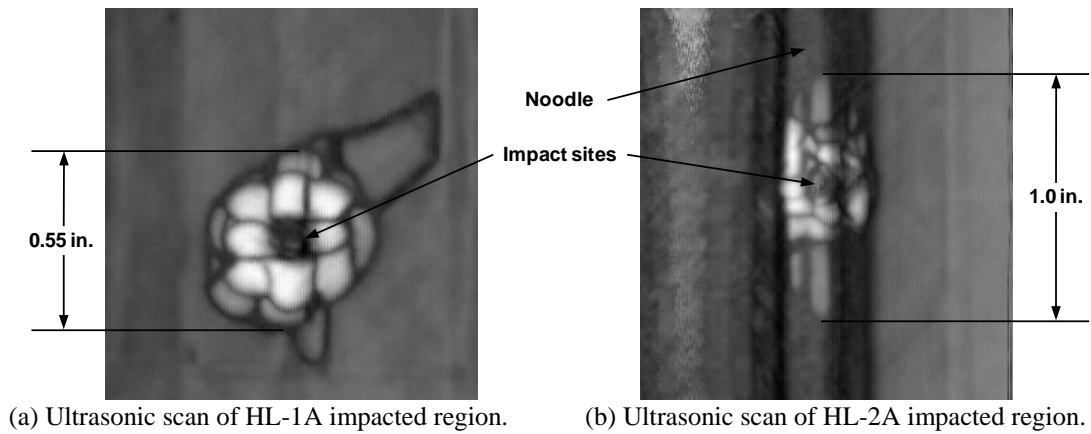 Noodle
Impact sites
0.55 in.
1.0 in.
(a) Ultrasonic scan of HL-1A impacted region.
(b) Ultrasonic scan of HL-2A impacted region.